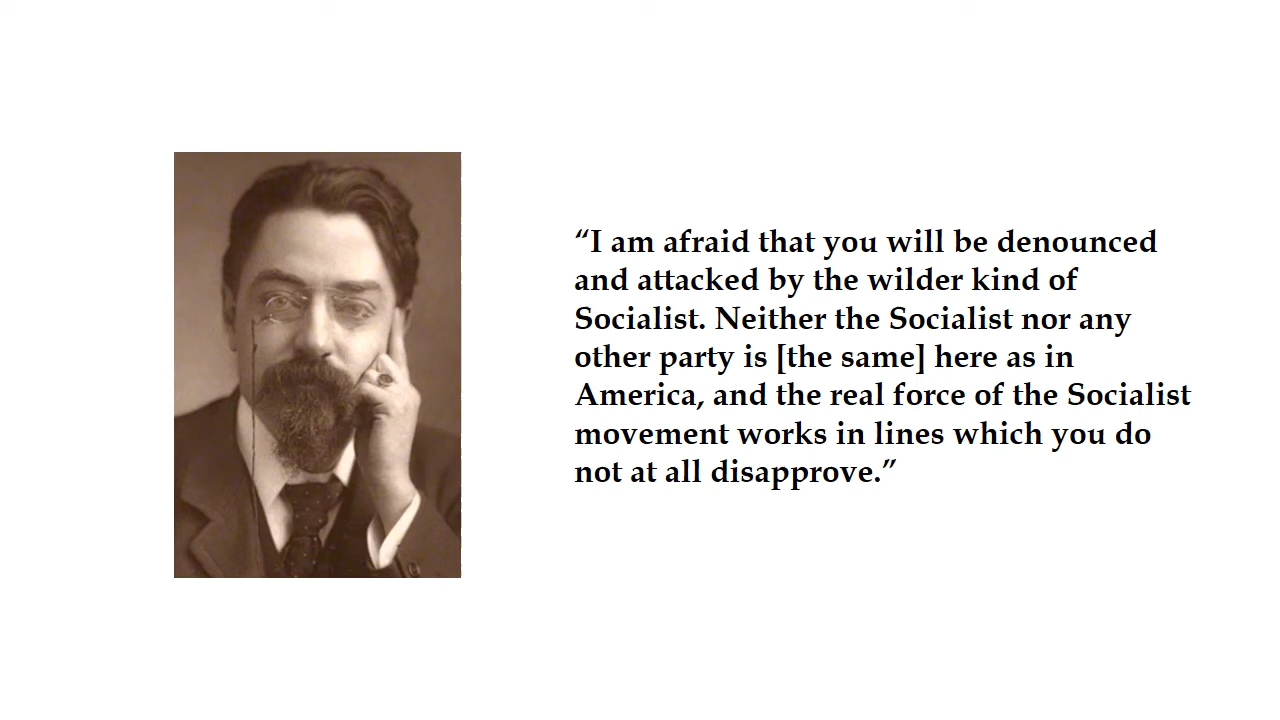 “I am afraid that you will be denounced
and attacked by the wilder kind of
Socialist. Neither the Socialist nor any
other party is [the same] here as in
America, and the real force of the Socialist
movement works in lines which you do
not at all disapprove.”